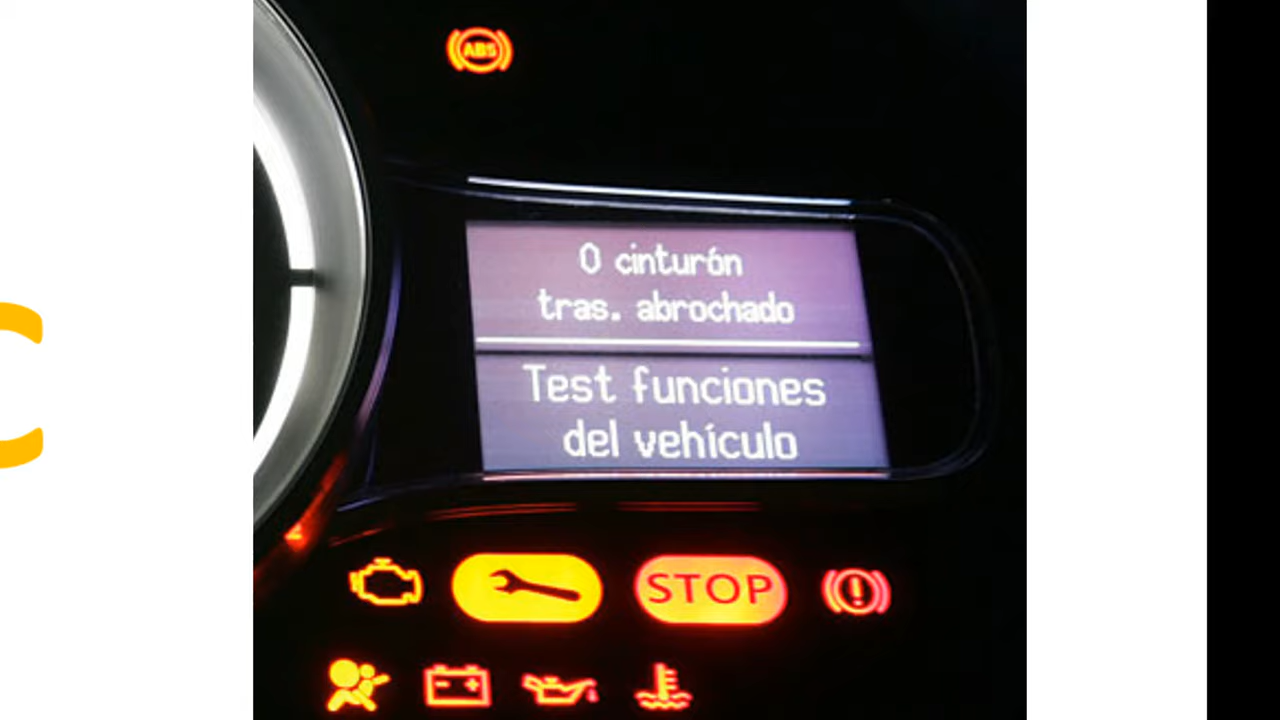 ABS
0 cinturón
tras. abrochado
Test funciones
del vehículo
STOP